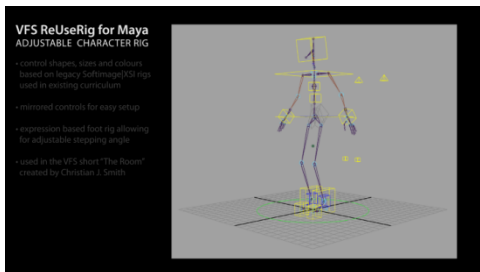 VFS ReUseRig for Maya
ADJUSTABLE CHARACTER RIG
• control shapes, sizes and colours
based on legacy Softimage|XSI rigs
used in existing curriculum
• mirrored controls for easy setup
• expression based foot rig allowing
for adjustable stepping angle
• used in the VFS short "The Room"
created by Christian J. Smith